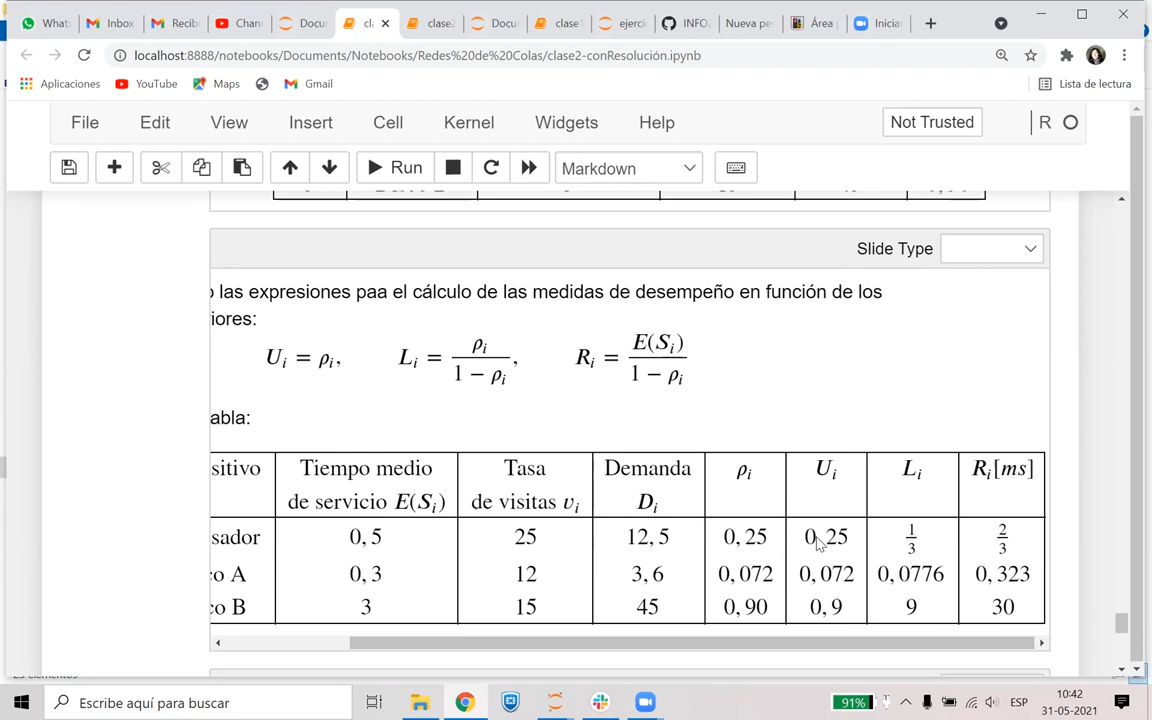 What Inbox Recib Chann Docu cla clase2 Docu clase1 ejerci INFO Nueva pe Área Iniciar
localhost:8888/notebooks/Documents/Notebooks/Redes%20de%20Colas/clase2-conResolución.ipynb
Aplicaciones YouTube Maps Gmail Lista de lectura
File Edit View Insert Cell Kernel Widgets Help Not Trusted R
Run Markdown
Slide Type
las expresiones paa el cálculo de las medidas de desempeño en función de los
iores:
U_i = ρ_i, L_i = ρ_i / (1 − ρ_i), R_i = E(S_i) / (1 − ρ_i)
abla:
sitivo Tiempo medio de servicio E(S_i) Tasa de visitas v_i Demanda D_i ρ_i U_i L_i R_i[ms]
sador 0, 5 25 12, 5 0, 25 0, 25 1/3 2/3
o A 0, 3 12 3, 6 0, 072 0, 072 0, 0776 0, 323
o B 3 15 45 0, 90 0, 9 9 30
Escribe aquí para buscar 91% ESP 10:42
31-05-2021